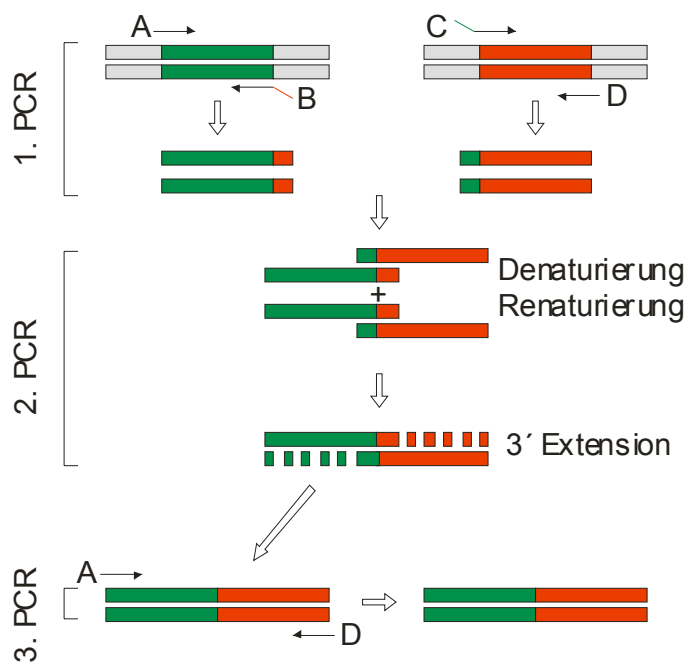 A
C
B
D
1. PCR
Denaturierung
+
Renaturierung
2. PCR
3´ Extension
A
D
3. PCR